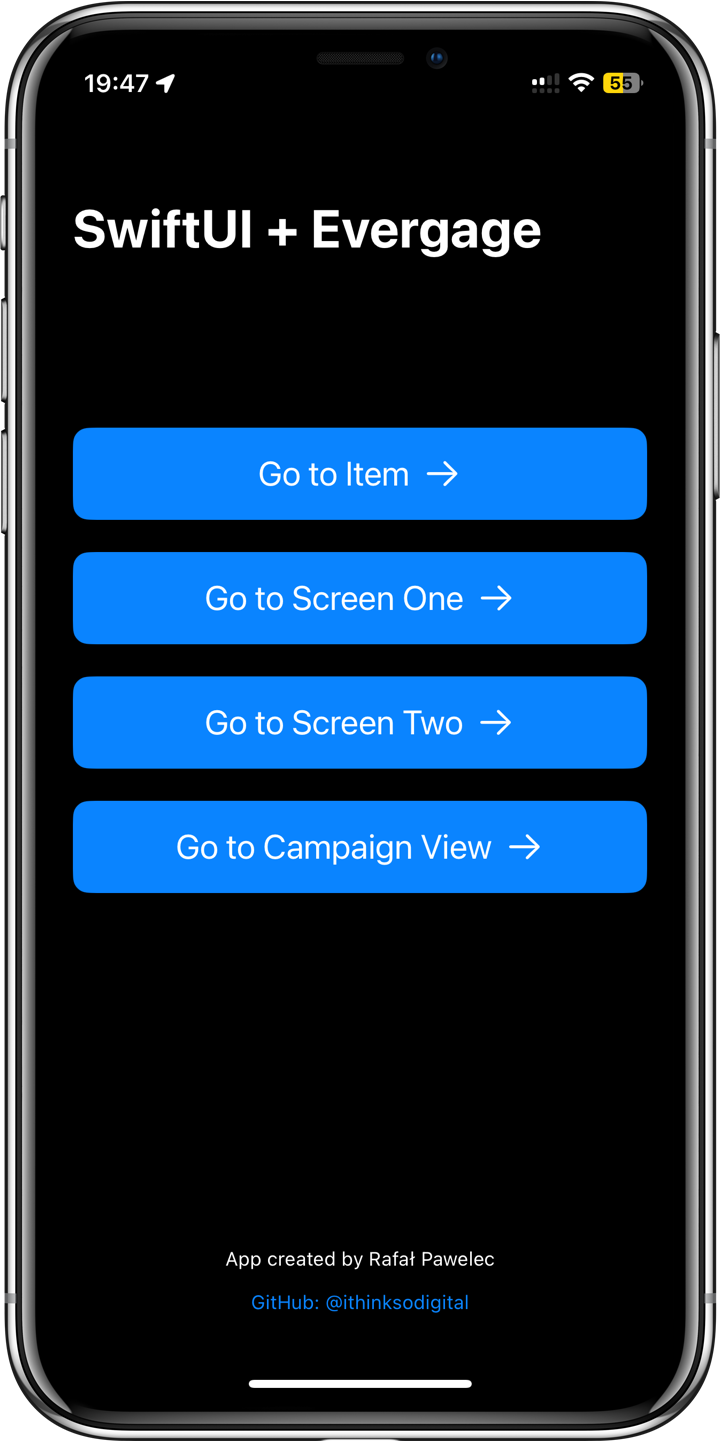 19:47
55
SwiftUI + Evergage
Go to Item →
Go to Screen One →
Go to Screen Two →
Go to Campaign View →
App created by Rafał Pawelec
GitHub: @ithinksodigital